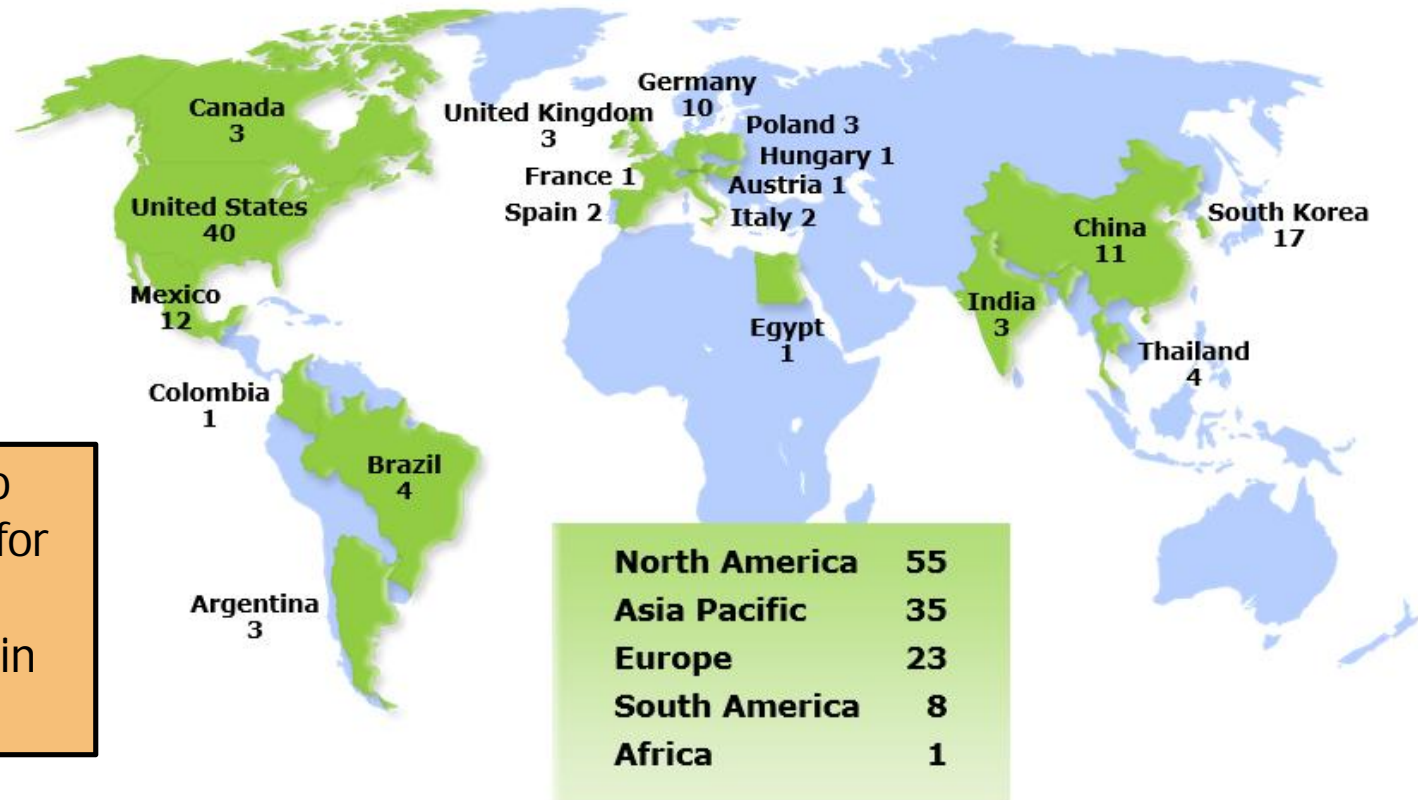 Canada
3
United States
40
Mexico
12
Colombia
1
Brazil
4
Argentina
3
United Kingdom
3
Germany
10
Poland 3
Hungary 1
France 1
Austria 1
Spain 2
Italy 2
Egypt
1
China
11
South Korea
17
India
3
Thailand
4
for
in
North America 55
Asia Pacific 35
Europe 23
South America 8
Africa 1